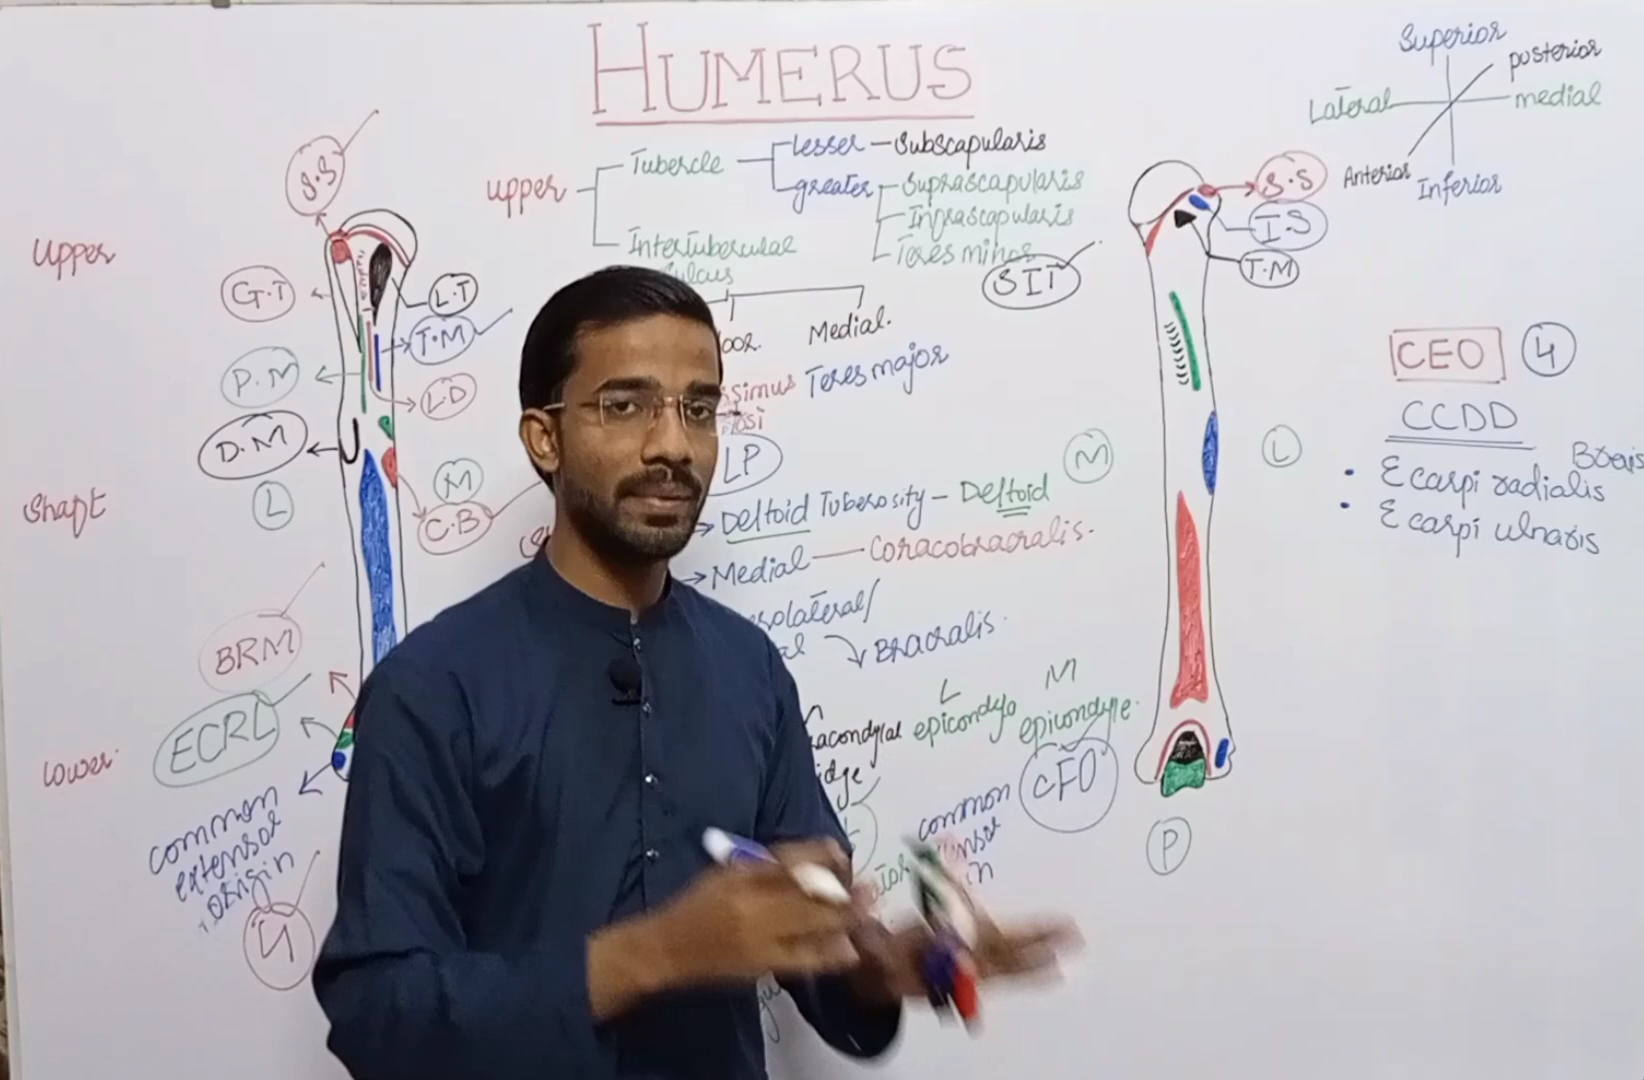 HUMERUS
Superior
posterior
Lateral
medial
Anterior
Inferior
Upper
Shaft
Lower
S.S
G.T
L.T
T.M
P.M
L.D
D.M
L
M
C.B
BRM
ECRL
common
extensor
origin
4
upper
Tubercle
lesser - Subscapularis
greater
Suprascapularis
Infrascapularis
Teres minor
Intertubercular
Medial.
Teres major
LP
Deltoid Tuberosity - Deltoid
Medial — Coracobracralis.
Bracralis.
L
epicondyle
M
epicondyle.
common
CFO
SIT
S.S
I.S
T.M
M
L
P
CEO 4
CCDD
• E carpi radialis
• E carpi ulnaris